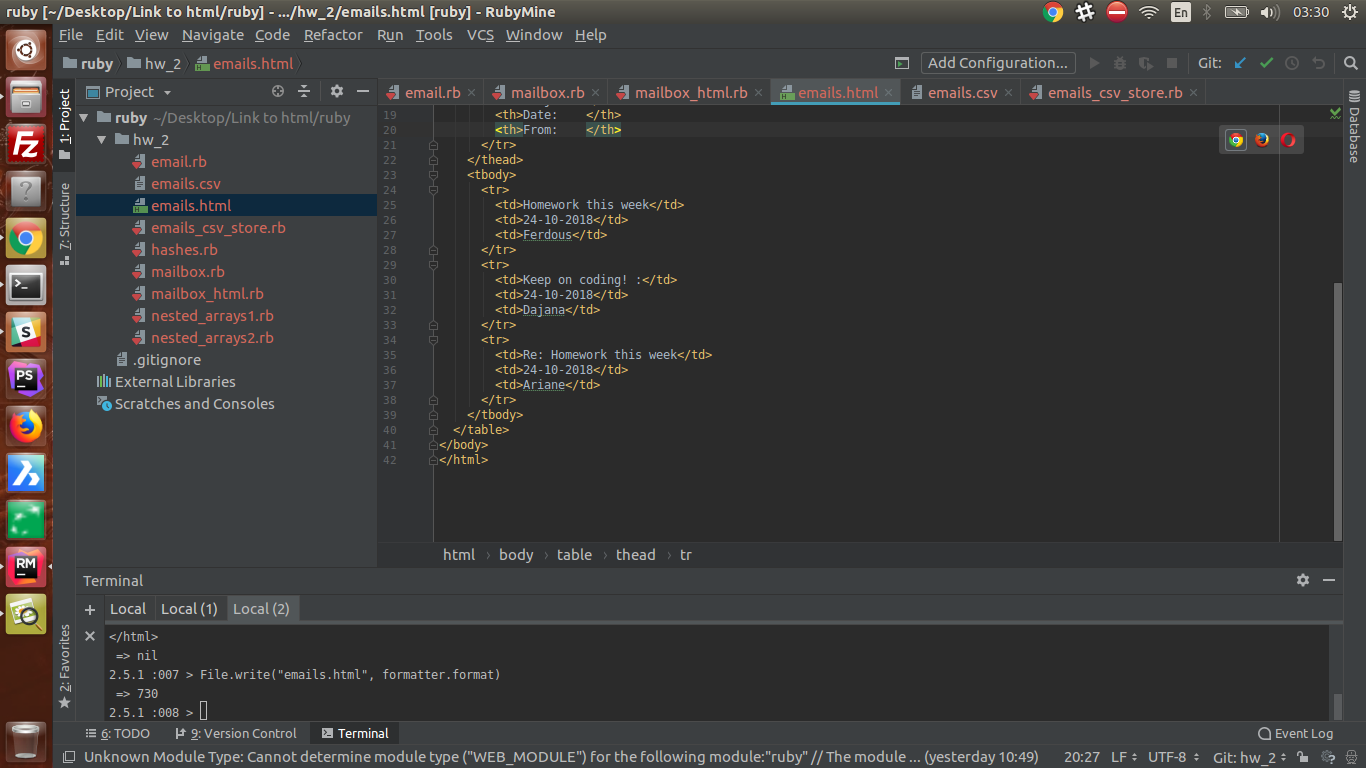 ruby [~/Desktop/Link to html/ruby] - .../hw_2/emails.html [ruby] - RubyMine
En
03:30
File Edit View Navigate Code Refactor Run Tools VCS Window Help
ruby hw_2 emails.html
Add Configuration...
Git:
Project
email.rb mailbox.rb mailbox_html.rb emails.html emails.csv emails_csv_store.rb
1: Project
7: Structure
2: Favorites
Database
ruby ~/Desktop/Link to html/ruby
hw_2
email.rb
emails.csv
emails.html
emails_csv_store.rb
hashes.rb
mailbox.rb
mailbox_html.rb
nested_arrays1.rb
nested_arrays2.rb
.gitignore
External Libraries
Scratches and Consoles
19 <th>Date:    </th>
20 <th>From:    </th>
21 </tr>
22 </thead>
23 <tbody>
24 <tr>
25 <td>Homework this week</td>
26 <td>24-10-2018</td>
27 <td>Ferdous</td>
28 </tr>
29 <tr>
30 <td>Keep on coding! :</td>
31 <td>24-10-2018</td>
32 <td>Dajana</td>
33 </tr>
34 <tr>
35 <td>Re: Homework this week</td>
36 <td>24-10-2018</td>
37 <td>Ariane</td>
38 </tr>
39 </tbody>
40 </table>
41 </body>
42 </html>
html › body › table › thead › tr
Terminal
Local Local (1) Local (2)
</html>
=> nil
2.5.1 :007 > File.write("emails.html", formatter.format)
=> 730
2.5.1 :008 >
6: TODO 9: Version Control Terminal Event Log
Unknown Module Type: Cannot determine module type ("WEB_MODULE") for the following module:"ruby" // The module ... (yesterday 10:49) 20:27 LF UTF-8 Git: hw_2
Fz
?
S
PS
RM